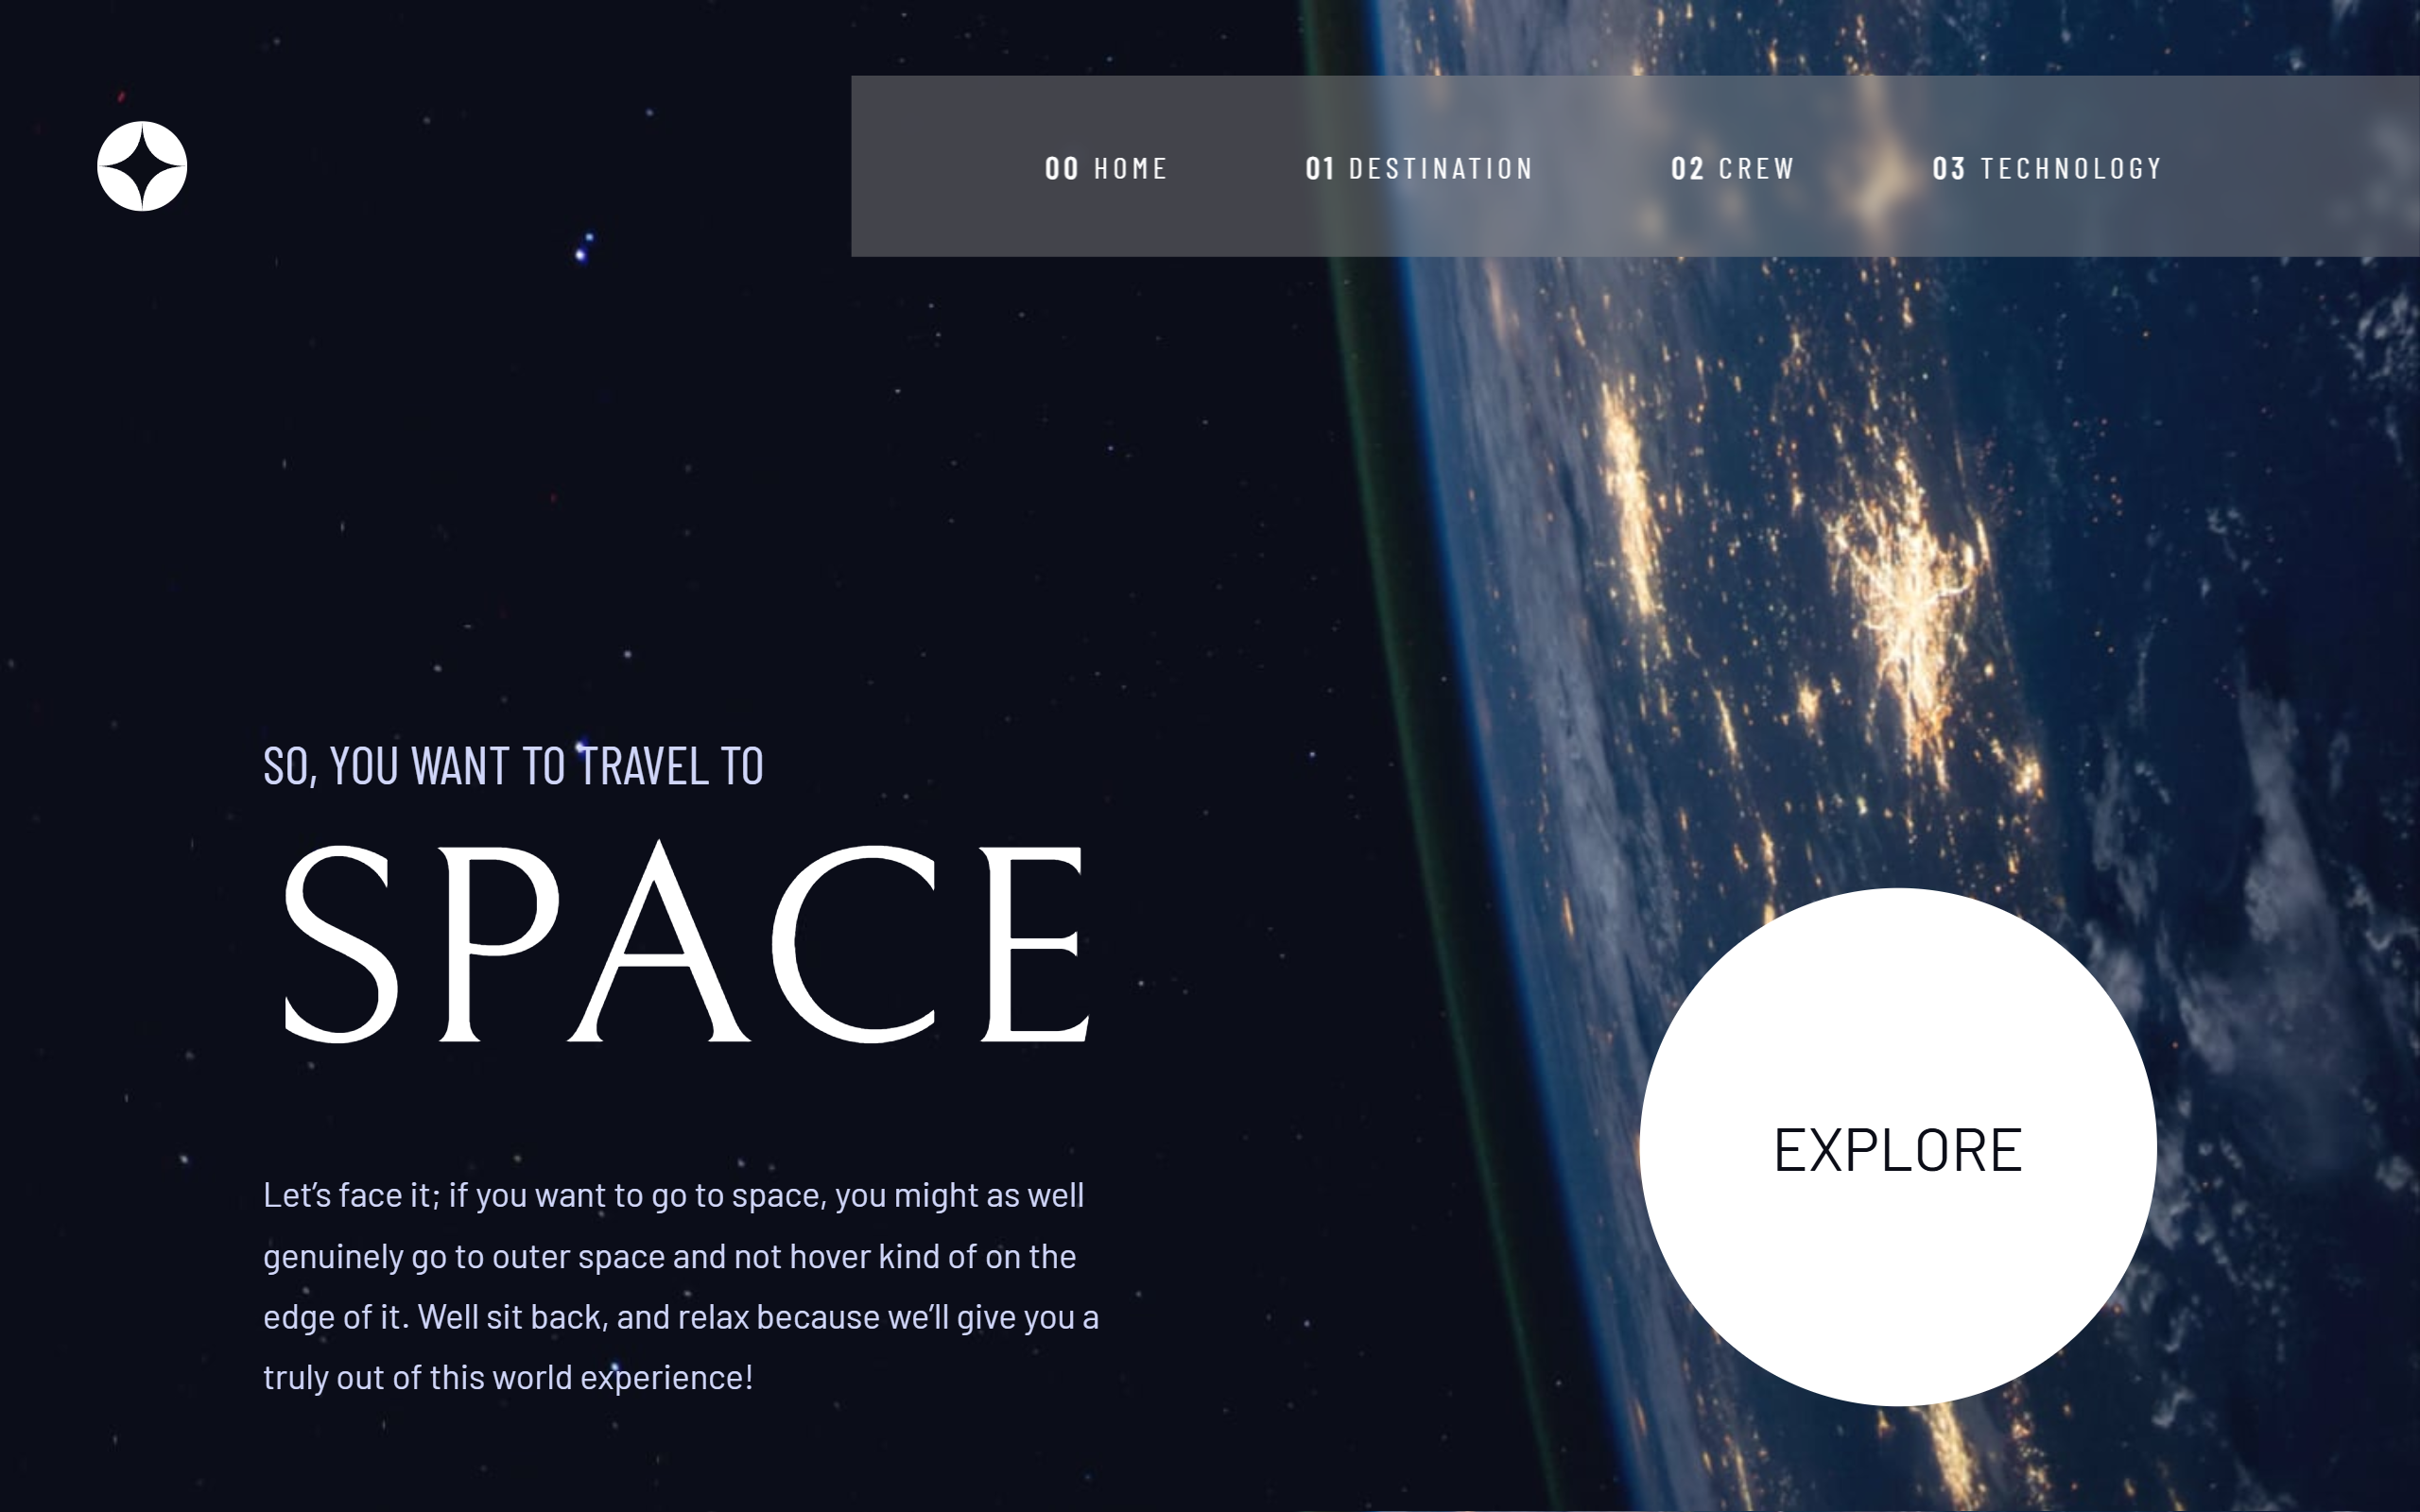 00 HOME 01 DESTINATION 02 CREW 03 TECHNOLOGY
SO, YOU WANT TO TRAVEL TO
SPACE
Let’s face it; if you want to go to space, you might as well
genuinely go to outer space and not hover kind of on the
edge of it. Well sit back, and relax because we’ll give you a
truly out of this world experience!
EXPLORE